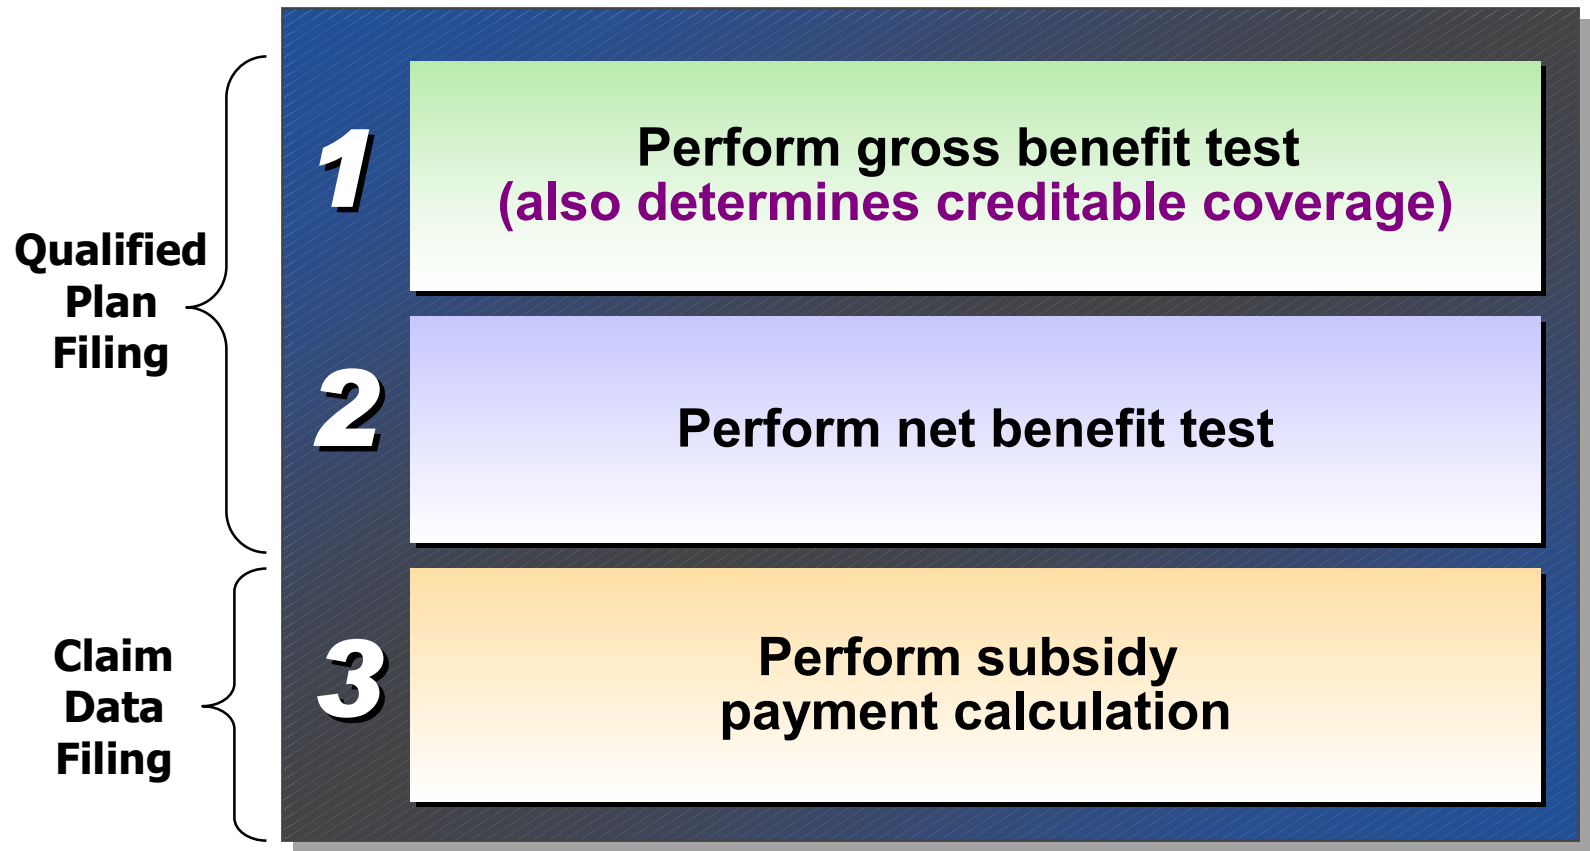 Qualified
Plan
Filing
1
Perform gross benefit test
(also determines creditable coverage)
2
Perform net benefit test
Claim
Data
Filing
3
Perform subsidy
payment calculation